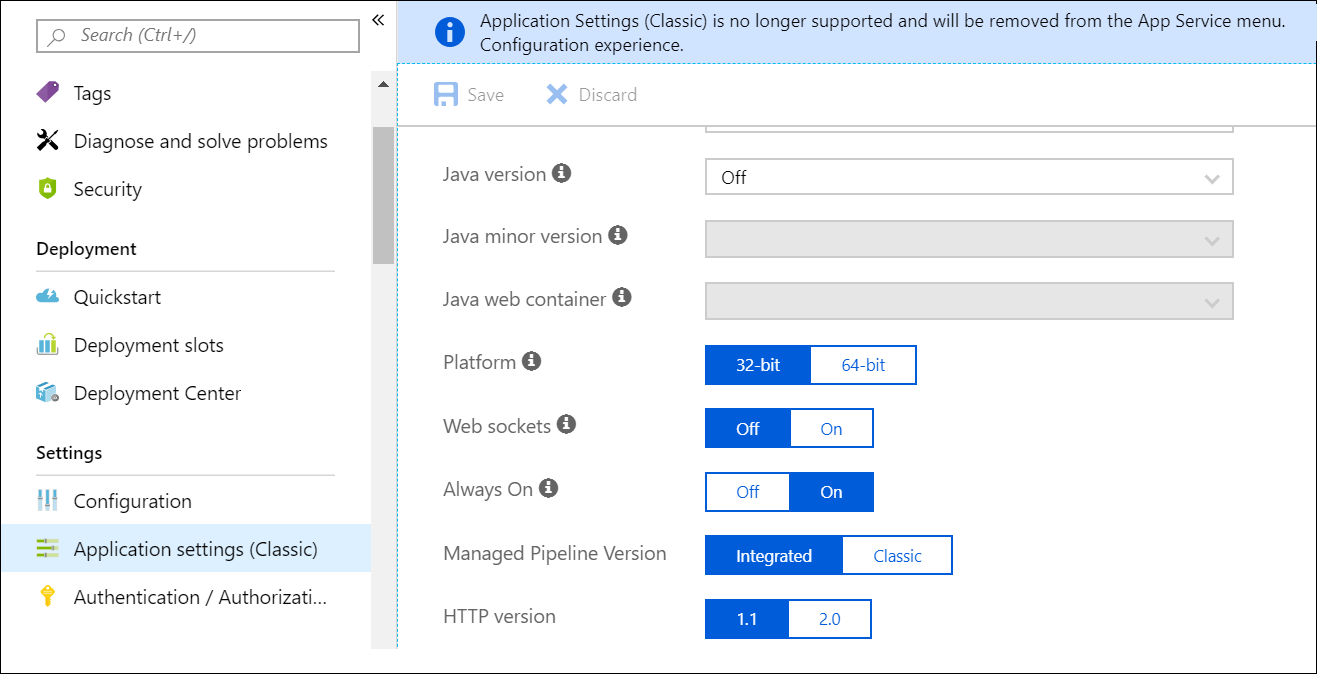 Search (Ctrl+/)
«
Tags
Diagnose and solve problems
Security
Deployment
Quickstart
Deployment slots
Deployment Center
Settings
Configuration
Application settings (Classic)
Authentication / Authorizati...
Application Settings (Classic) is no longer supported and will be removed from the App Service menu.
Configuration experience.
Save Discard
Java version Off
Java minor version
Java web container
Platform 32-bit 64-bit
Web sockets Off On
Always On Off On
Managed Pipeline Version Integrated Classic
HTTP version 1.1 2.0